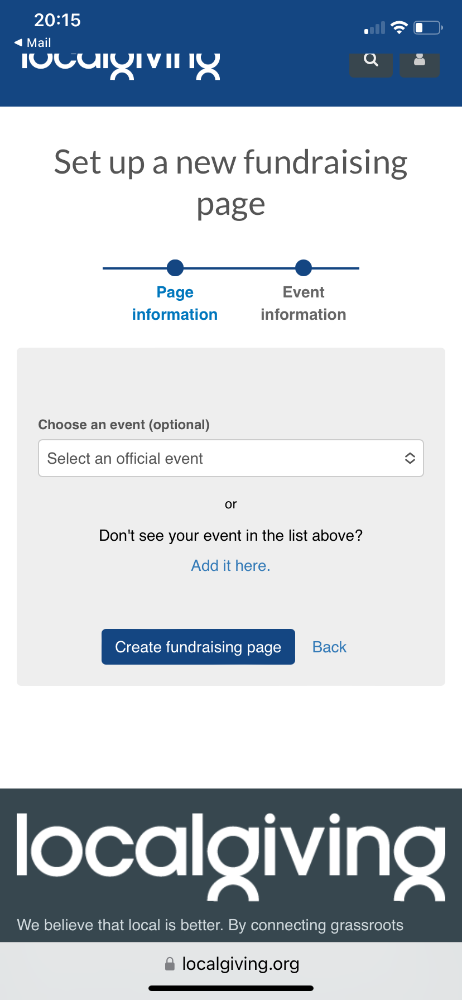 20:15
Mail
localgiving
Set up a new fundraising
page
Page
information
Event
information
Choose an event (optional)
Select an official event
or
Don't see your event in the list above?
Add it here.
Create fundraising page
Back
localgiving
We believe that local is better. By connecting grassroots
localgiving.org